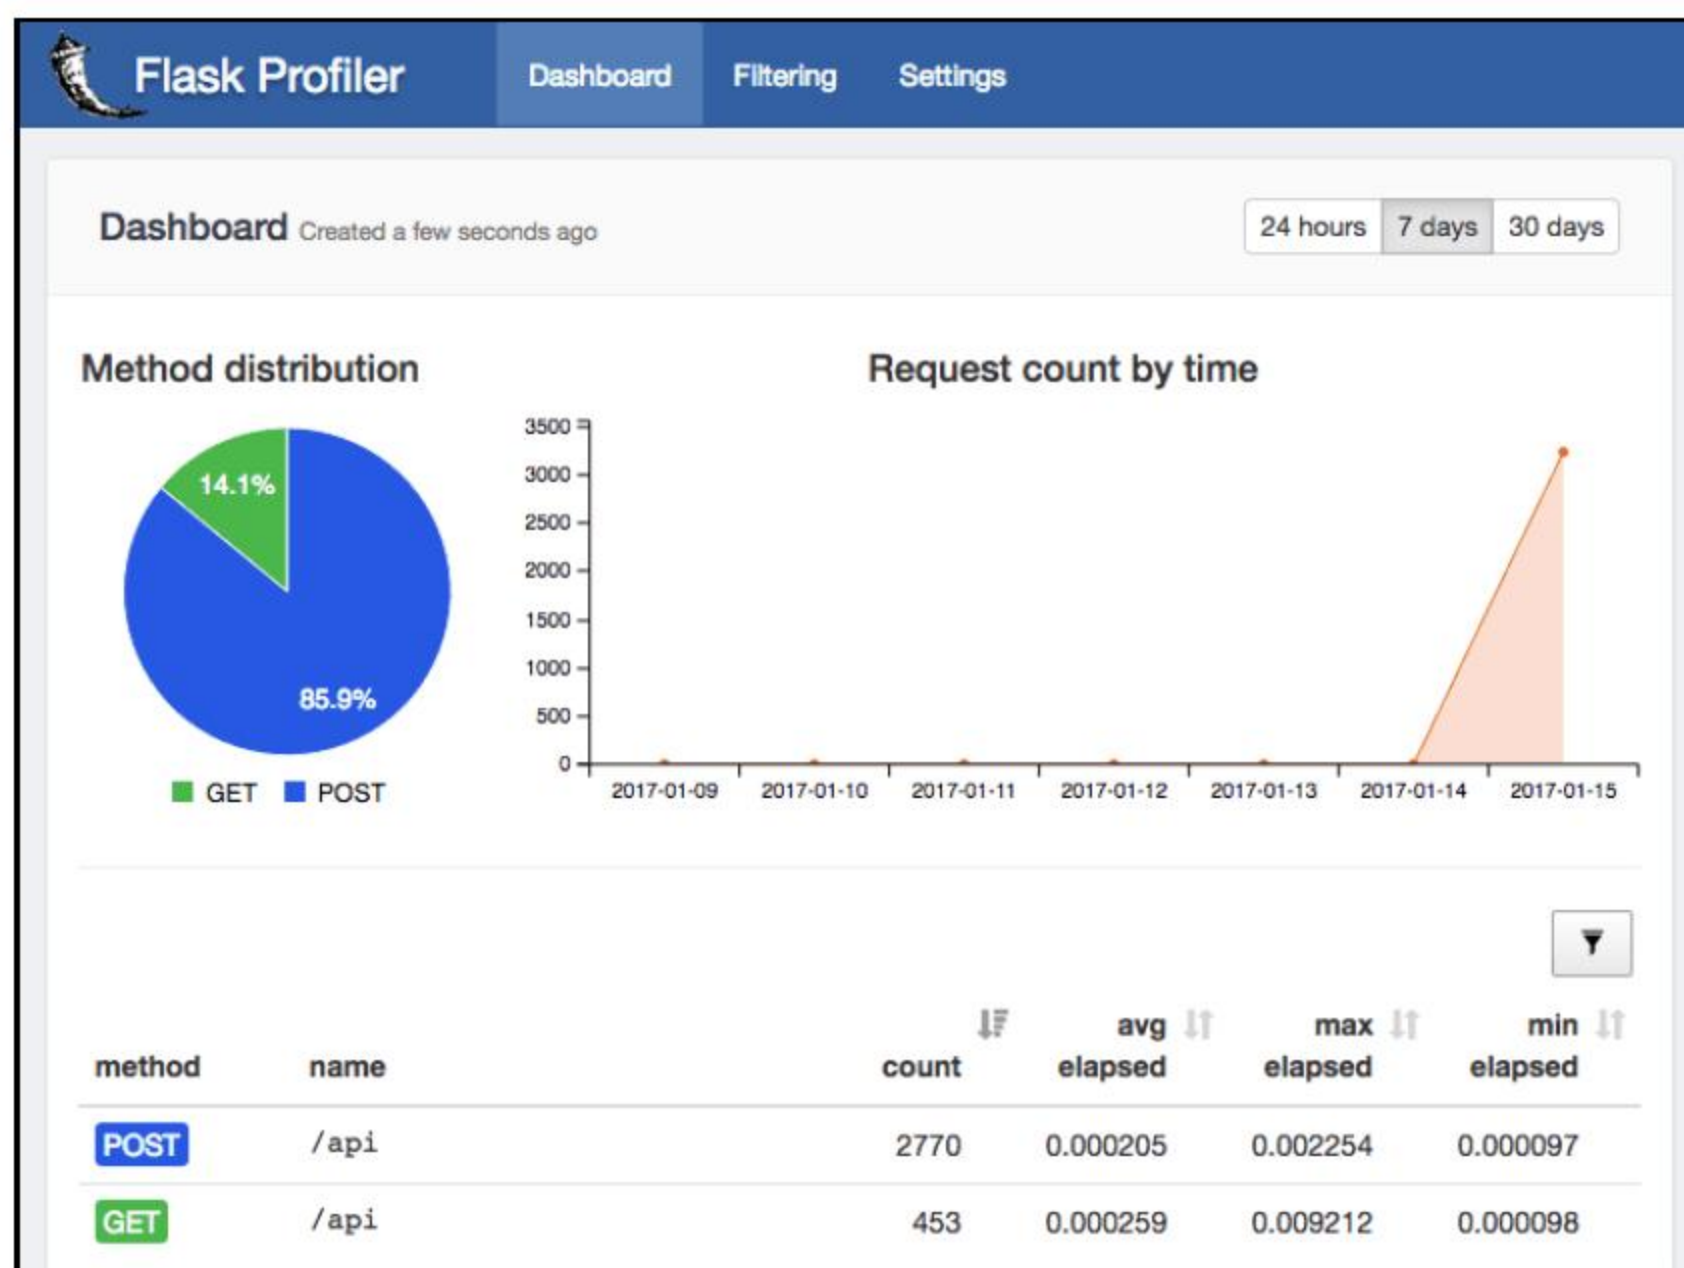 Flask Profiler Dashboard Filtering Settings
Dashboard Created a few seconds ago 24 hours 7 days 30 days
Method distribution
14.1%
85.9%
GET POST
Request count by time
3500
3000
2500
2000
1500
1000
500
0
2017-01-09 2017-01-10 2017-01-11 2017-01-12 2017-01-13 2017-01-14 2017-01-15
method name count avg elapsed max elapsed min elapsed
POST /api 2770 0.000205 0.002254 0.000097
GET /api 453 0.000259 0.009212 0.000098